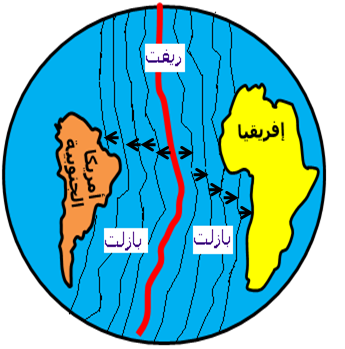 ريفت
إفريقيا
أمريكا
الجنوبية
بازلت
بازلت